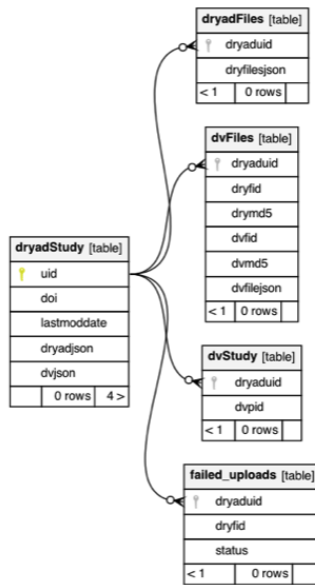 dryadFiles [table]
dryaduid
dryfilesjson
< 1 0 rows
dvFiles [table]
dryaduid
dryfid
drymd5
dvfid
dvmd5
dvfilejson
< 1 0 rows
dryadStudy [table]
uid
doi
lastmoddate
dryadjson
dvjson
0 rows 4 >
dvStudy [table]
dryaduid
dvpid
< 1 0 rows
failed_uploads [table]
dryaduid
dryfid
status
< 1 0 rows